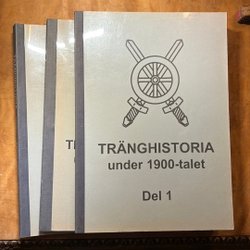 TRÄNGHISTORIA
under 1900-talet
Del 1